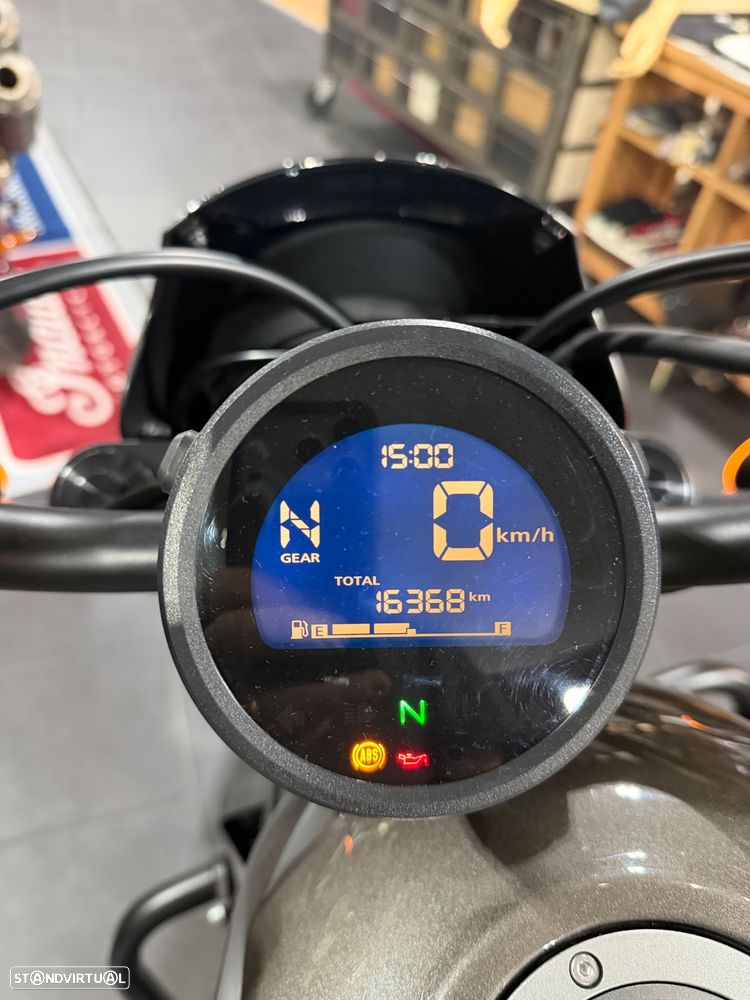 15:00
N
0 km/h
GEAR
TOTAL
16368 km
E F
N
ABS
STANDVIRTUAL